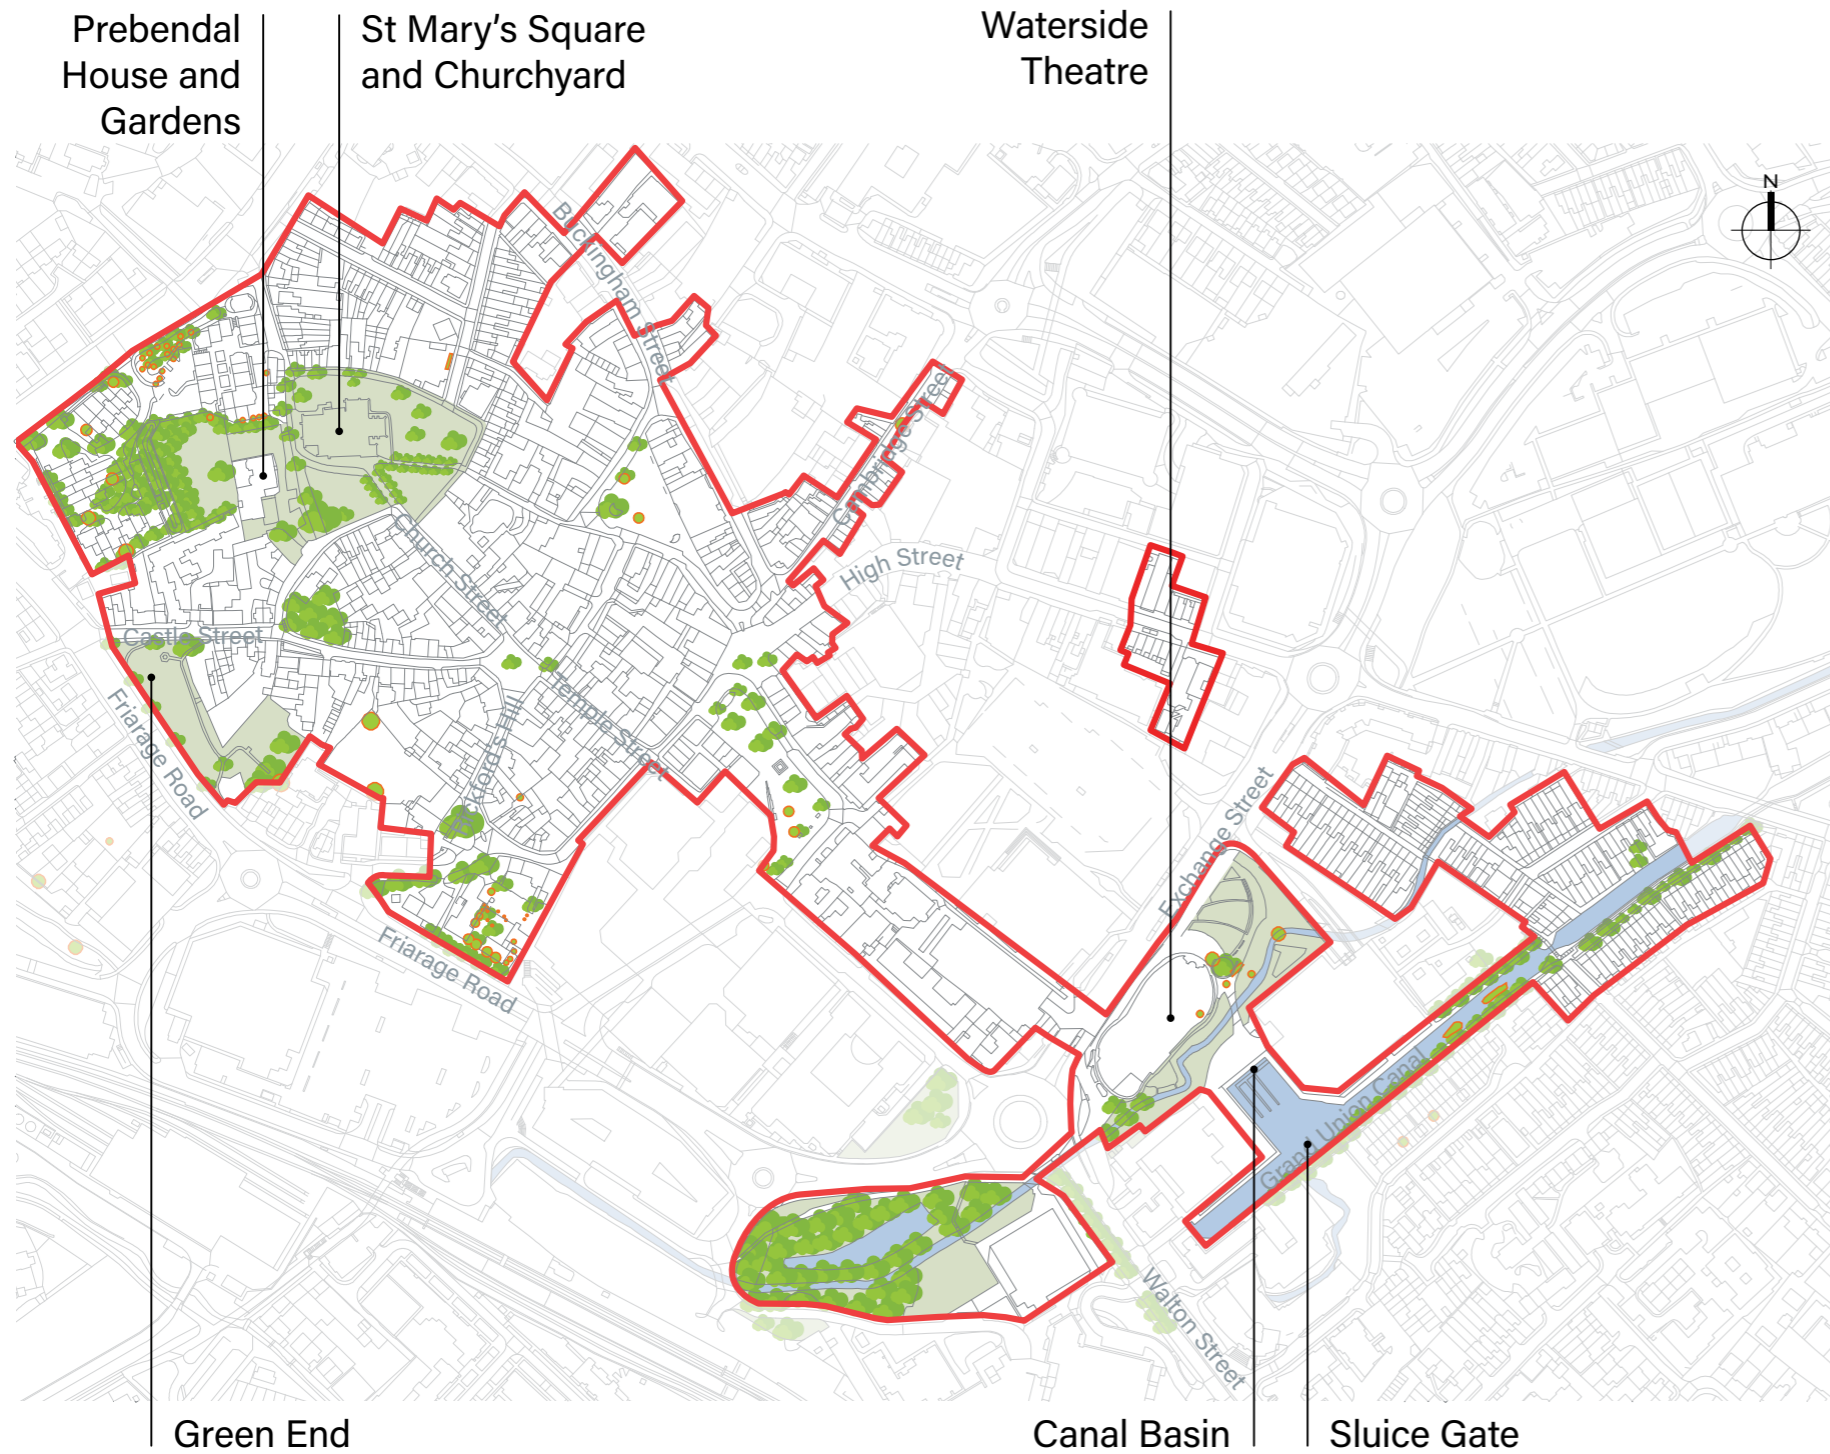 Prebendal
House and
Gardens
St Mary's Square
and Churchyard
Waterside
Theatre
N
Buckingham Street
Cambridge Street
High Street
Church Street
Castle Street
Temple Street
Friarage Road
Friarage Road
Exchange Street
Grand Union Canal
Walton Street
Green End
Canal Basin
Sluice Gate